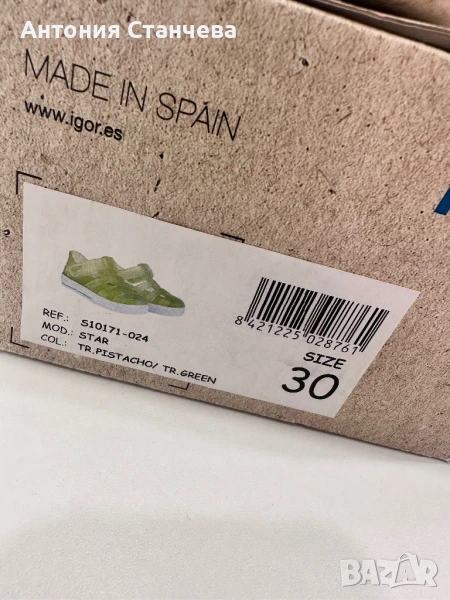 Антония Станчева
MADE IN SPAIN
www.igor.es
REF.: S10171-024
MOD.: STAR
COL.: TR.PISTACHO/ TR.GREEN
8 421225 028761
SIZE
30
BAZAR